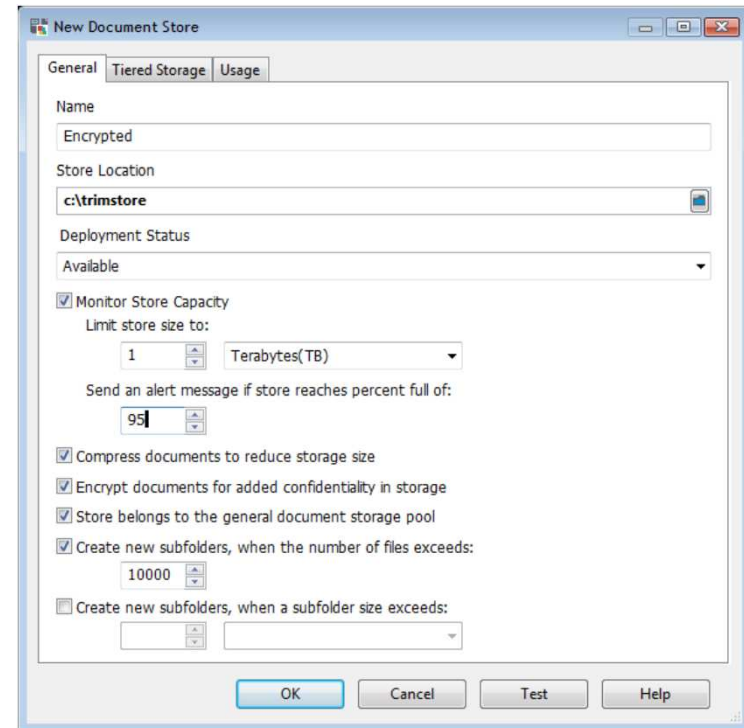 New Document Store
General Tiered Storage Usage
Name
Encrypted
Store Location
c:\trimstore
Deployment Status
Available
Monitor Store Capacity
Limit store size to:
1 Terabytes(TB)
Send an alert message if store reaches percent full of:
95
Compress documents to reduce storage size
Encrypt documents for added confidentiality in storage
Store belongs to the general document storage pool
Create new subfolders, when the number of files exceeds:
10000
Create new subfolders, when a subfolder size exceeds:
OK Cancel Test Help